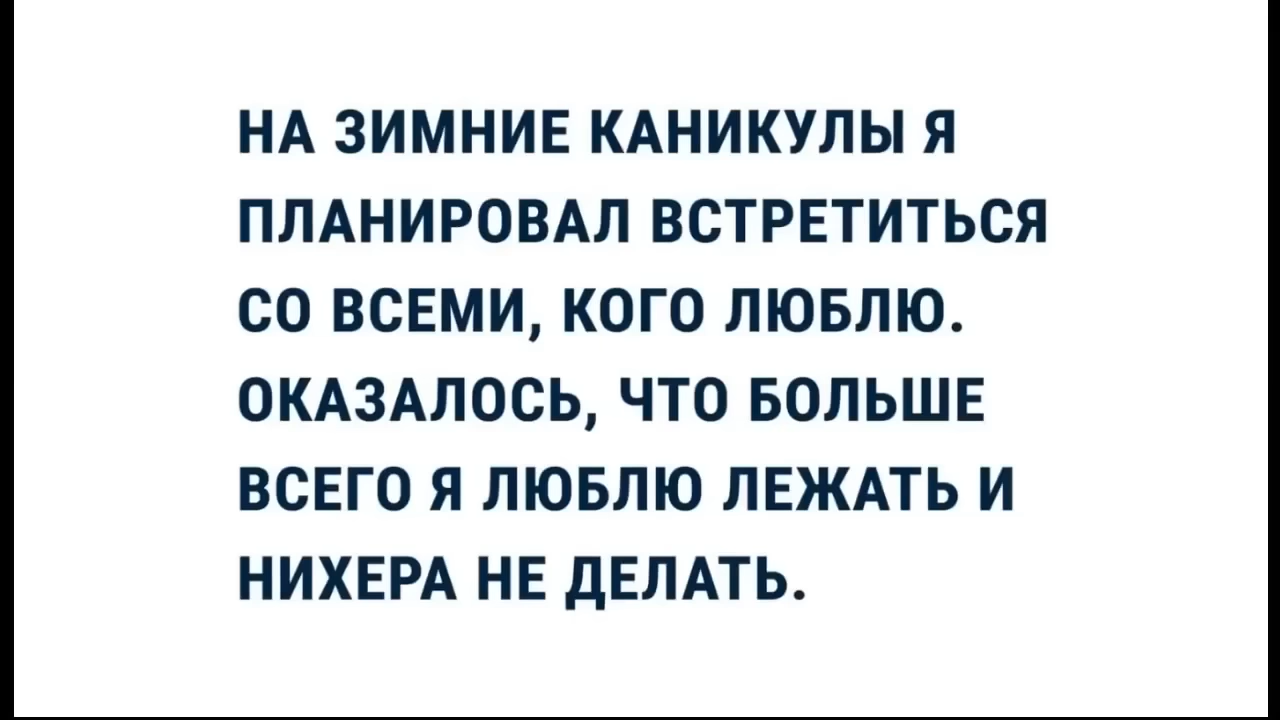 НА ЗИМНИЕ КАНИКУЛЫ Я
ПЛАНИРОВАЛ ВСТРЕТИТЬСЯ
СО ВСЕМИ, КОГО ЛЮБЛЮ.
ОКАЗАЛОСЬ, ЧТО БОЛЬШЕ
ВСЕГО Я ЛЮБЛЮ ЛЕЖАТЬ И
НИХЕРА НЕ ДЕЛАТЬ.